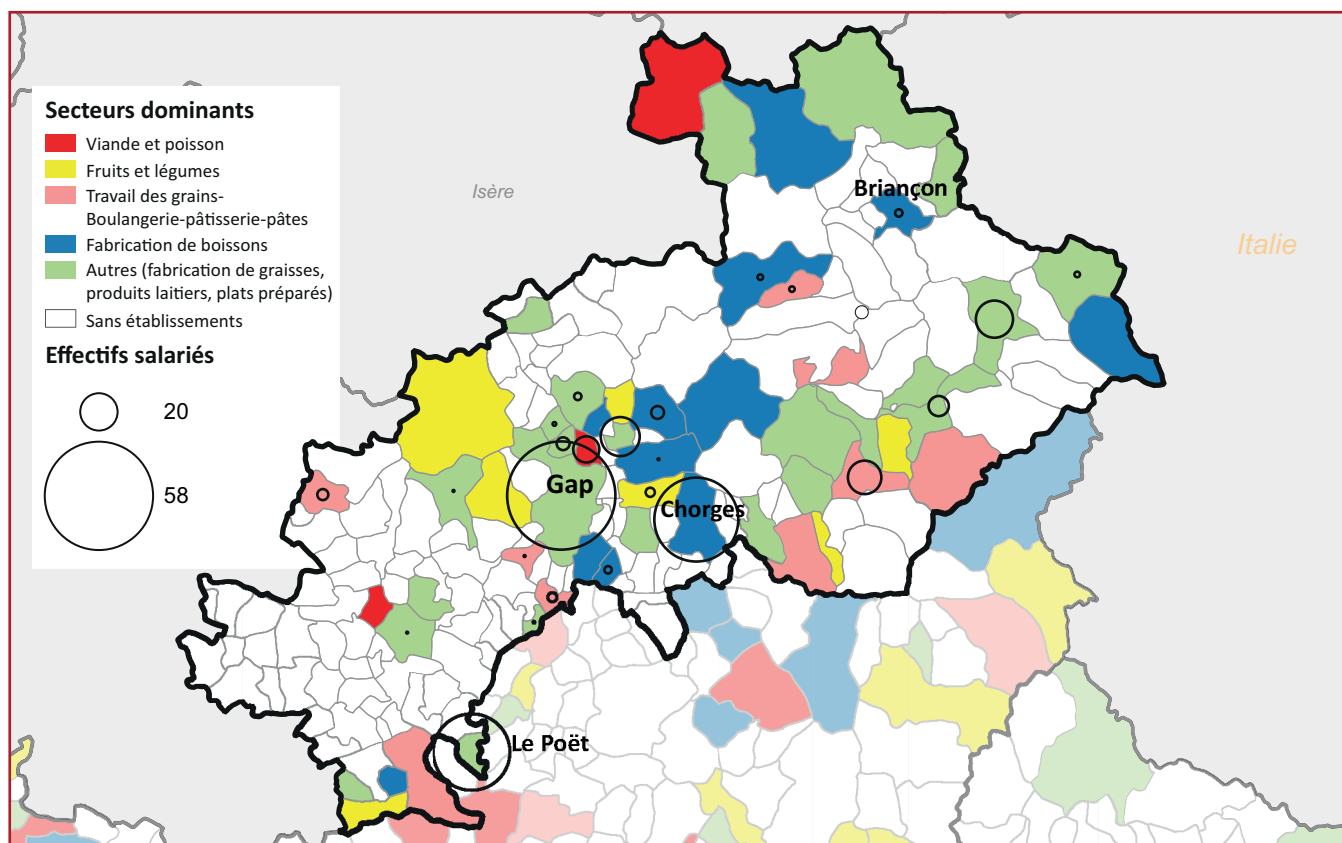 Secteurs dominants
Viande et poisson
Fruits et légumes
Travail des grains-
Boulangerie-pâtisserie-pâtes
Fabrication de boissons
Autres (fabrication de graisses,
produits laitiers, plats préparés)
Sans établissements
Effectifs salariés
20
58
Isère
Briançon
Italie
Gap
Chorges
Le Poët